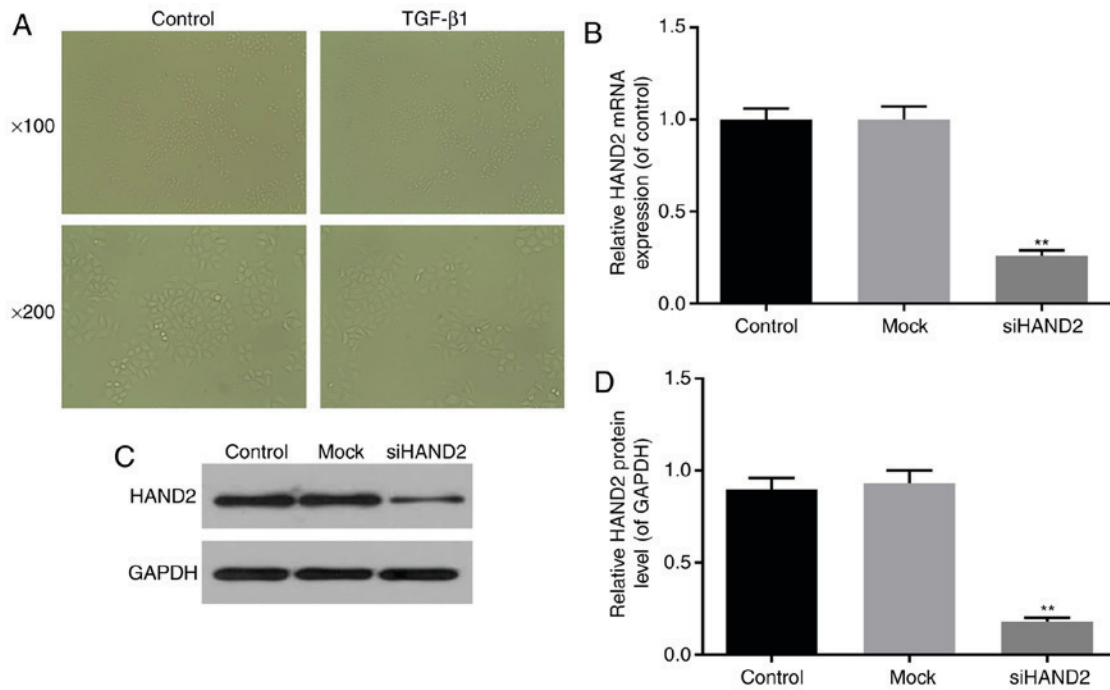 A
Control
TGF-β1
×100
×200
B
Relative HAND2 mRNA
expression (of control)
1.5
1.0
0.5
0.0
**
Control
Mock
siHAND2
C
Control
Mock
siHAND2
HAND2
GAPDH
D
Relative HAND2 protein
level (of GAPDH)
1.5
1.0
0.5
0.0
**
Control
Mock
siHAND2